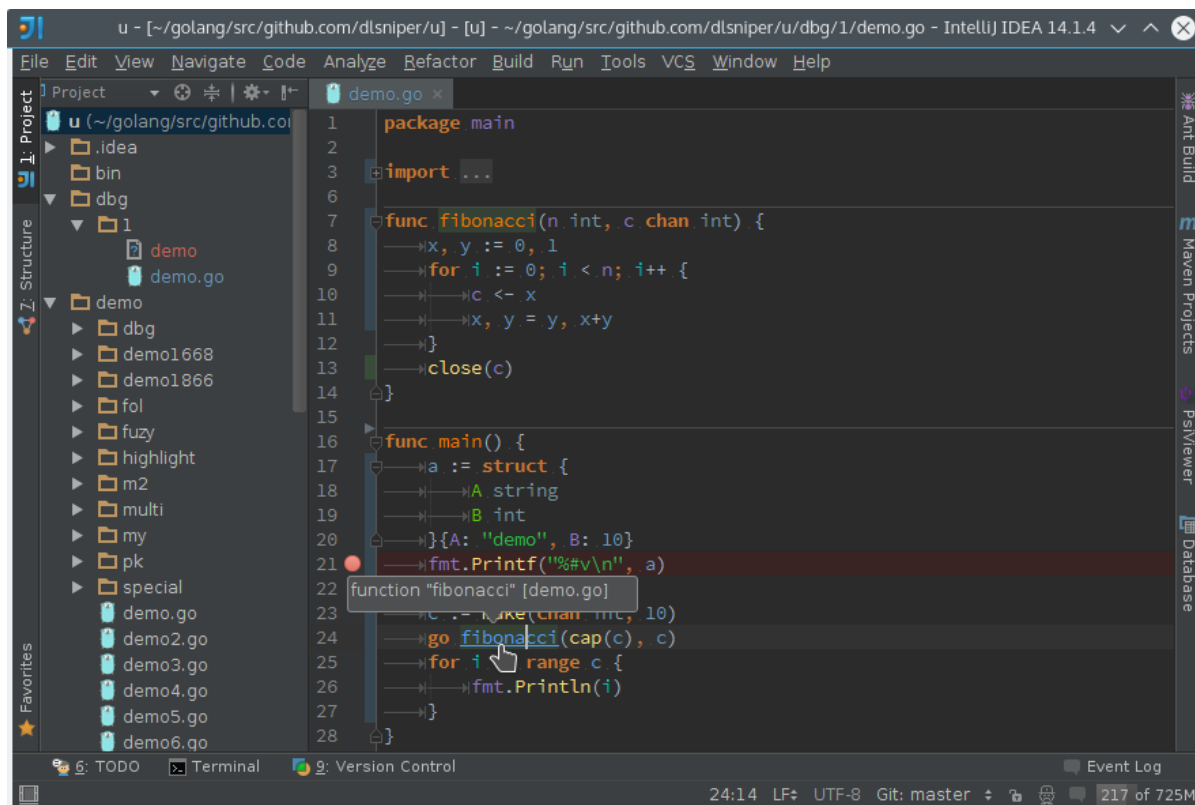 u - [~/golang/src/github.com/dlsniper/u] - [u] - ~/golang/src/github.com/dlsniper/u/dbg/1/demo.go - IntelliJ IDEA 14.1.4
File Edit View Navigate Code Analyze Refactor Build Run Tools VCS Window Help
1: Project
7: Structure
Favorites
Project
u (~/golang/src/github.co
.idea
bin
dbg
1
demo
demo.go
demo
dbg
demo1668
demo1866
fol
fuzy
highlight
m2
multi
my
pk
special
demo.go
demo2.go
demo3.go
demo4.go
demo5.go
demo6.go
demo.go
1 package main
2
3 import ...
6
7 func fibonacci(n int, c chan int) {
8 x, y := 0, 1
9 for i := 0; i < n; i++ {
10 c <- x
11 x, y = y, x+y
12 }
13 close(c)
14 }
15
16 func main() {
17 a := struct {
18 A string
19 B int
20 }{A: "demo", B: 10}
21 fmt.Printf("%#v\n", a)
22
function "fibonacci" [demo.go]
23 c := make(chan int, 10)
24 go fibonacci(cap(c), c)
25 for i range c {
26 fmt.Println(i)
27 }
28 }
Ant Build
Maven Projects
PsiViewer
Database
6: TODO Terminal 9: Version Control Event Log
24:14 LF UTF-8 Git: master 217 of 725M